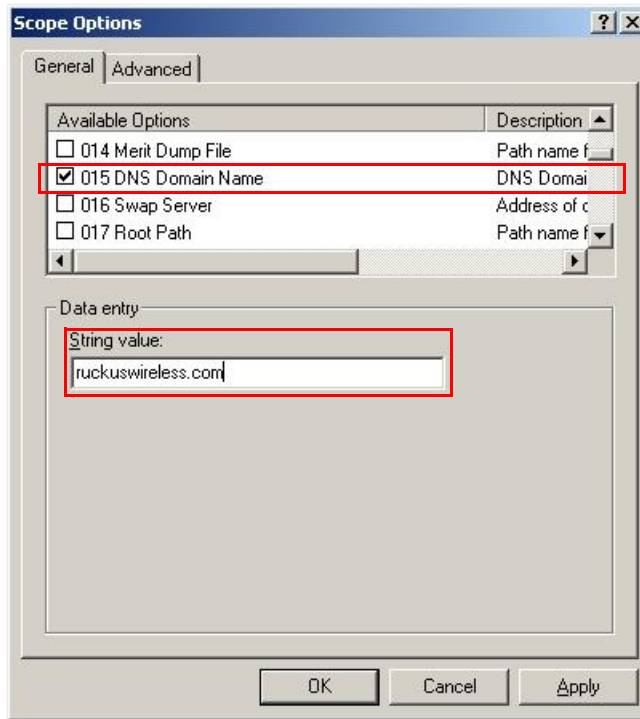 Scope Options
General
Advanced
Available Options
Description
014 Merit Dump File
Path name f
015 DNS Domain Name
DNS Domai
016 Swap Server
Address of c
017 Root Path
Path name f
Data entry
String value:
ruckuswireless.com
OK
Cancel
Apply